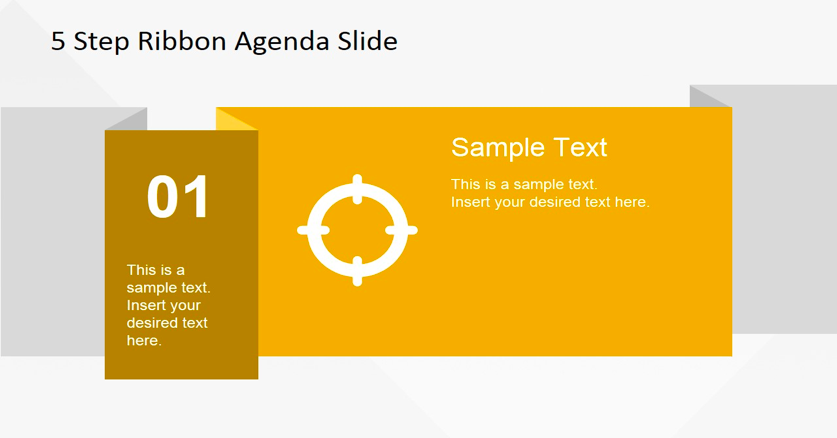 5 Step Ribbon Agenda Slide
01
This is a
sample text.
Insert your
desired text
here.
Sample Text
This is a sample text.
Insert your desired text here.